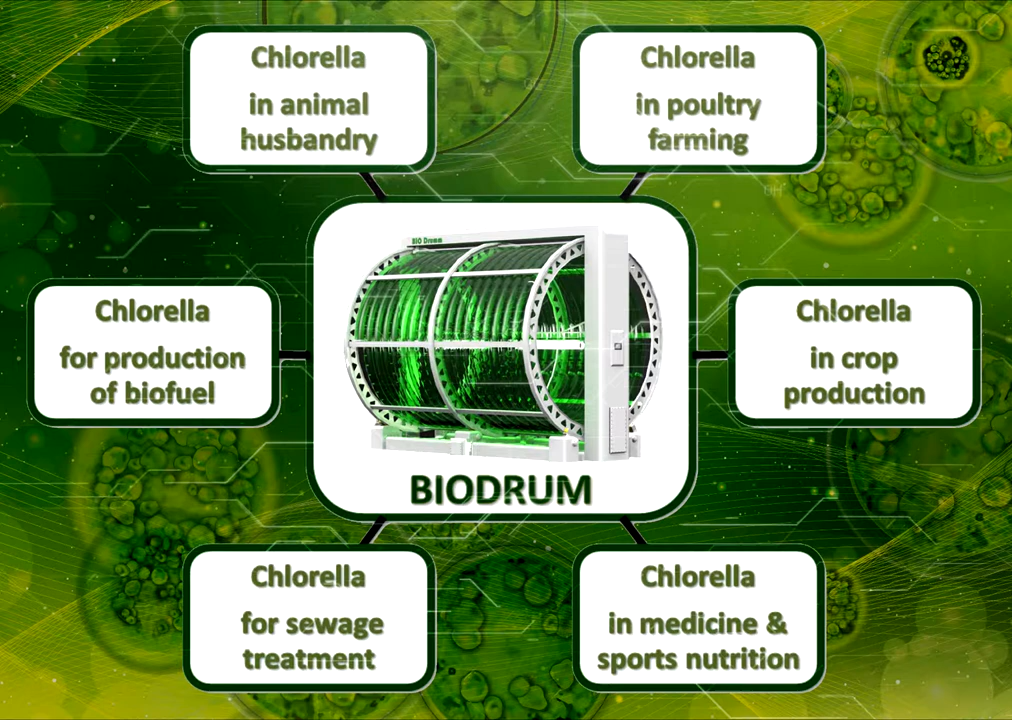 Chlorella
in animal
husbandry
Chlorella
in poultry
farming
BIO Drumm
Chlorella
for production
of biofuel
Chlorella
in crop
production
BIODRUM
Chlorella
for sewage
treatment
Chlorella
in medicine &
sports nutrition